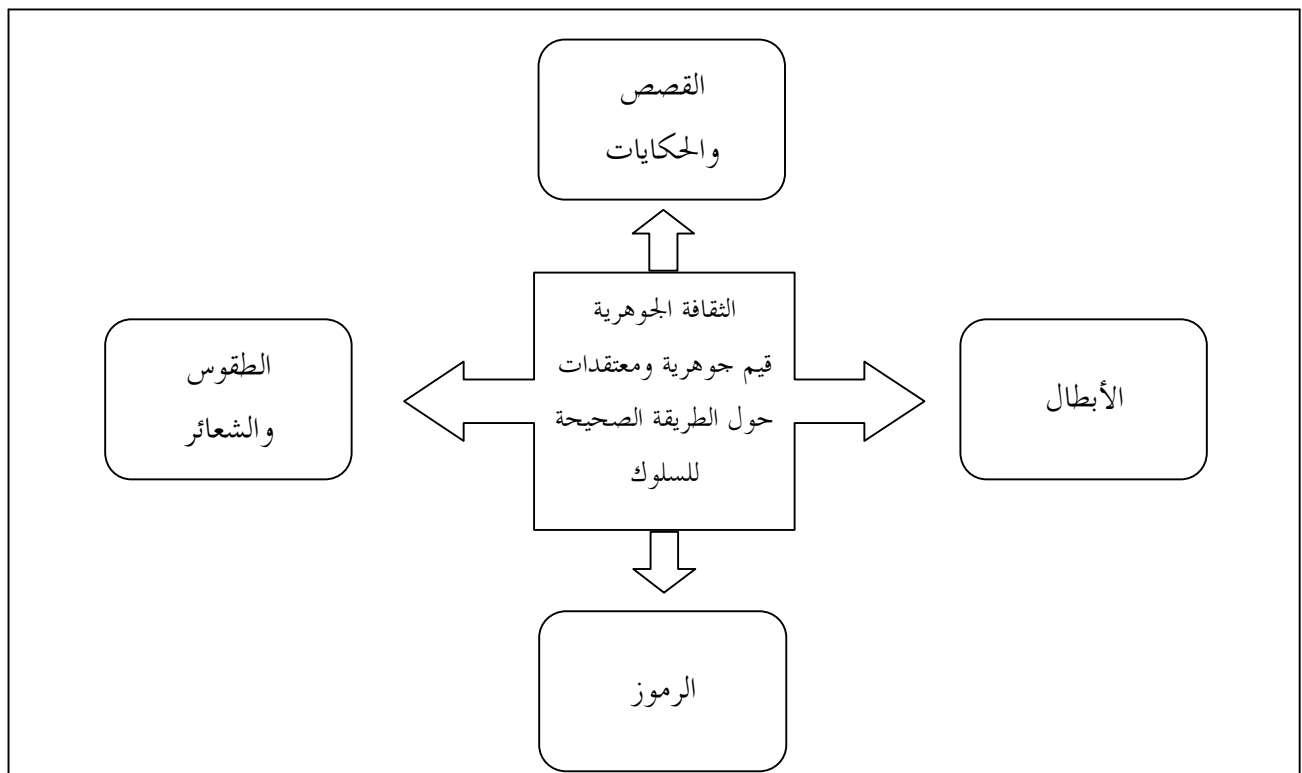 القصص
والحكايات
الثقافة الجوهرية
قيم جوهرية ومعتقدات
حول الطريقة الصحيحة
للسلوك
الأبطال
الطقوس
والشعائر
الرموز